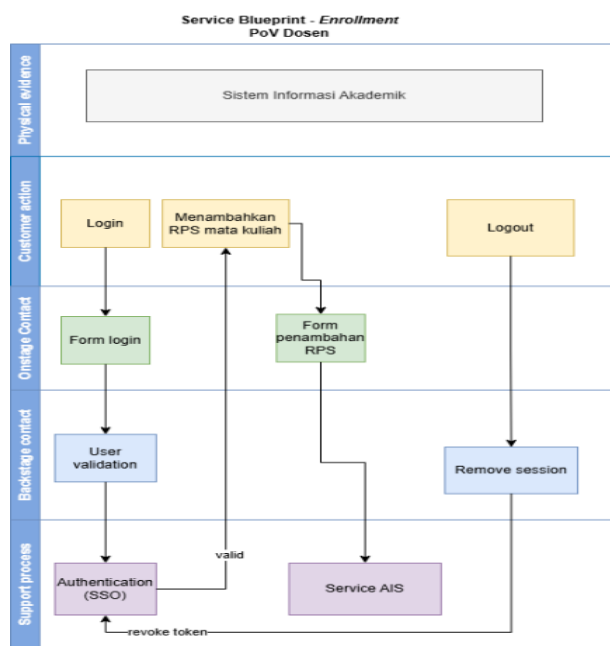 Service Blueprint - Enrollment
PoV Dosen
Physical evidence
Sistem Informasi Akademik
Customer action
Login
Menambahkan
RPS mata kuliah
Logout
Onstage Contact
Form login
Form
penambahan
RPS
Backstage contact
User
validation
Remove session
Support process
Authentication
(SSO)
valid
Service AIS
revoke token